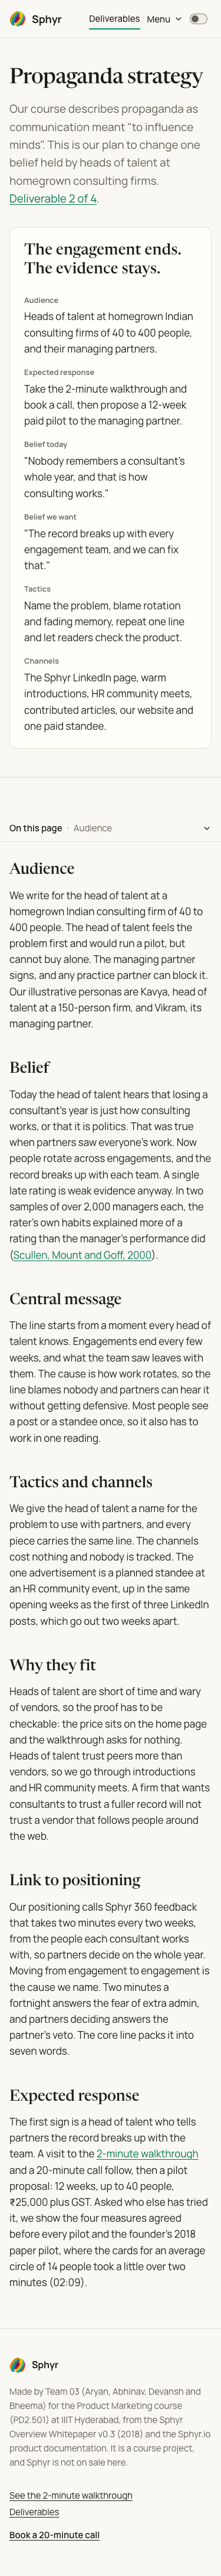 Sphyr
Deliverables
Menu
Propaganda strategy
Our course describes propaganda as
communication meant "to influence
minds". This is our plan to change one
belief held by heads of talent at
homegrown consulting firms.
Deliverable 2 of 4.
The engagement ends.
The evidence stays.
Audience
Heads of talent at homegrown Indian
consulting firms of 40 to 400 people,
and their managing partners.
Expected response
Take the 2-minute walkthrough and
book a call, then propose a 12-week
paid pilot to the managing partner.
Belief today
"Nobody remembers a consultant's
whole year, and that is how
consulting works."
Belief we want
"The record breaks up with every
engagement team, and we can fix
that."
Tactics
Name the problem, blame rotation
and fading memory, repeat one line
and let readers check the product.
Channels
The Sphyr LinkedIn page, warm
introductions, HR community meets,
contributed articles, our website and
one paid standee.
On this page · Audience
Audience
We write for the head of talent at a
homegrown Indian consulting firm of 40 to
400 people. The head of talent feels the
problem first and would run a pilot, but
cannot buy alone. The managing partner
signs, and any practice partner can block it.
Our illustrative personas are Kavya, head of
talent at a 150-person firm, and Vikram, its
managing partner.
Belief
Today the head of talent hears that losing a
consultant's year is just how consulting
works, or that it is politics. That was true
when partners saw everyone's work. Now
people rotate across engagements, and the
record breaks up with each team. A single
late rating is weak evidence anyway. In two
samples of over 2,000 managers each, the
rater's own habits explained more of a
rating than the manager's performance did
(Scullen, Mount and Goff, 2000).
Central message
The line starts from a moment every head of
talent knows. Engagements end every few
weeks, and what the team saw leaves with
them. The cause is how work rotates, so the
line blames nobody and partners can hear it
without getting defensive. Most people see
a post or a standee once, so it also has to
work in one reading.
Tactics and channels
We give the head of talent a name for the
problem to use with partners, and every
piece carries the same line. The channels
cost nothing and nobody is tracked. The
one advertisement is a planned standee at
an HR community event, up in the same
opening weeks as the first of three LinkedIn
posts, which go out two weeks apart.
Why they fit
Heads of talent are short of time and wary
of vendors, so the proof has to be
checkable: the price sits on the home page
and the walkthrough asks for nothing.
Heads of talent trust peers more than
vendors, so we go through introductions
and HR community meets. A firm that wants
consultants to trust a fuller record will not
trust a vendor that follows people around
the web.
Link to positioning
Our positioning calls Sphyr 360 feedback
that takes two minutes every two weeks,
from the people each consultant works
with, so partners decide on the whole year.
Moving from engagement to engagement is
the cause we name. Two minutes a
fortnight answers the fear of extra admin,
and partners deciding answers the
partner's veto. The core line packs it into
seven words.
Expected response
The first sign is a head of talent who tells
partners the record breaks up with the
team. A visit to the 2-minute walkthrough
and a 20-minute call follow, then a pilot
proposal: 12 weeks, up to 40 people,
₹25,000 plus GST. Asked who else has tried
it, we show the four measures agreed
before every pilot and the founder's 2018
paper pilot, where the cards for an average
circle of 14 people took a little over two
minutes (02:09).
Sphyr
Made by Team 03 (Aryan, Abhinav, Devansh and
Bheema) for the Product Marketing course
(PD2.501) at IIIT Hyderabad, from the Sphyr
Overview Whitepaper v0.3 (2018) and the Sphyr.io
product documentation. It is a course project,
and Sphyr is not on sale here.
See the 2-minute walkthrough
Deliverables
Book a 20-minute call